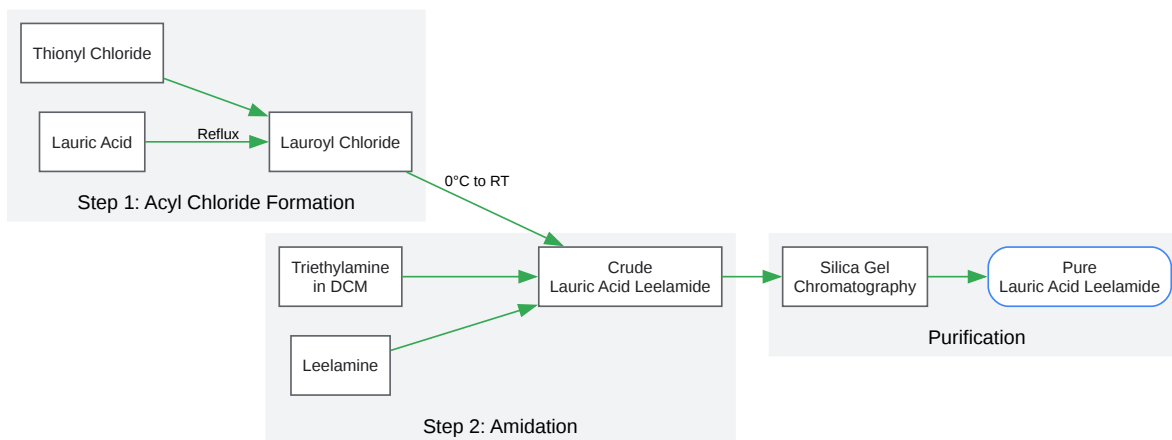 Thionyl Chloride
Lauric Acid
Reflux
Lauroyl Chloride
Step 1: Acyl Chloride Formation
0°C to RT
Triethylamine
in DCM
Leelamine
Crude
Lauric Acid Leelamide
Step 2: Amidation
Silica Gel
Chromatography
Pure
Lauric Acid Leelamide
Purification